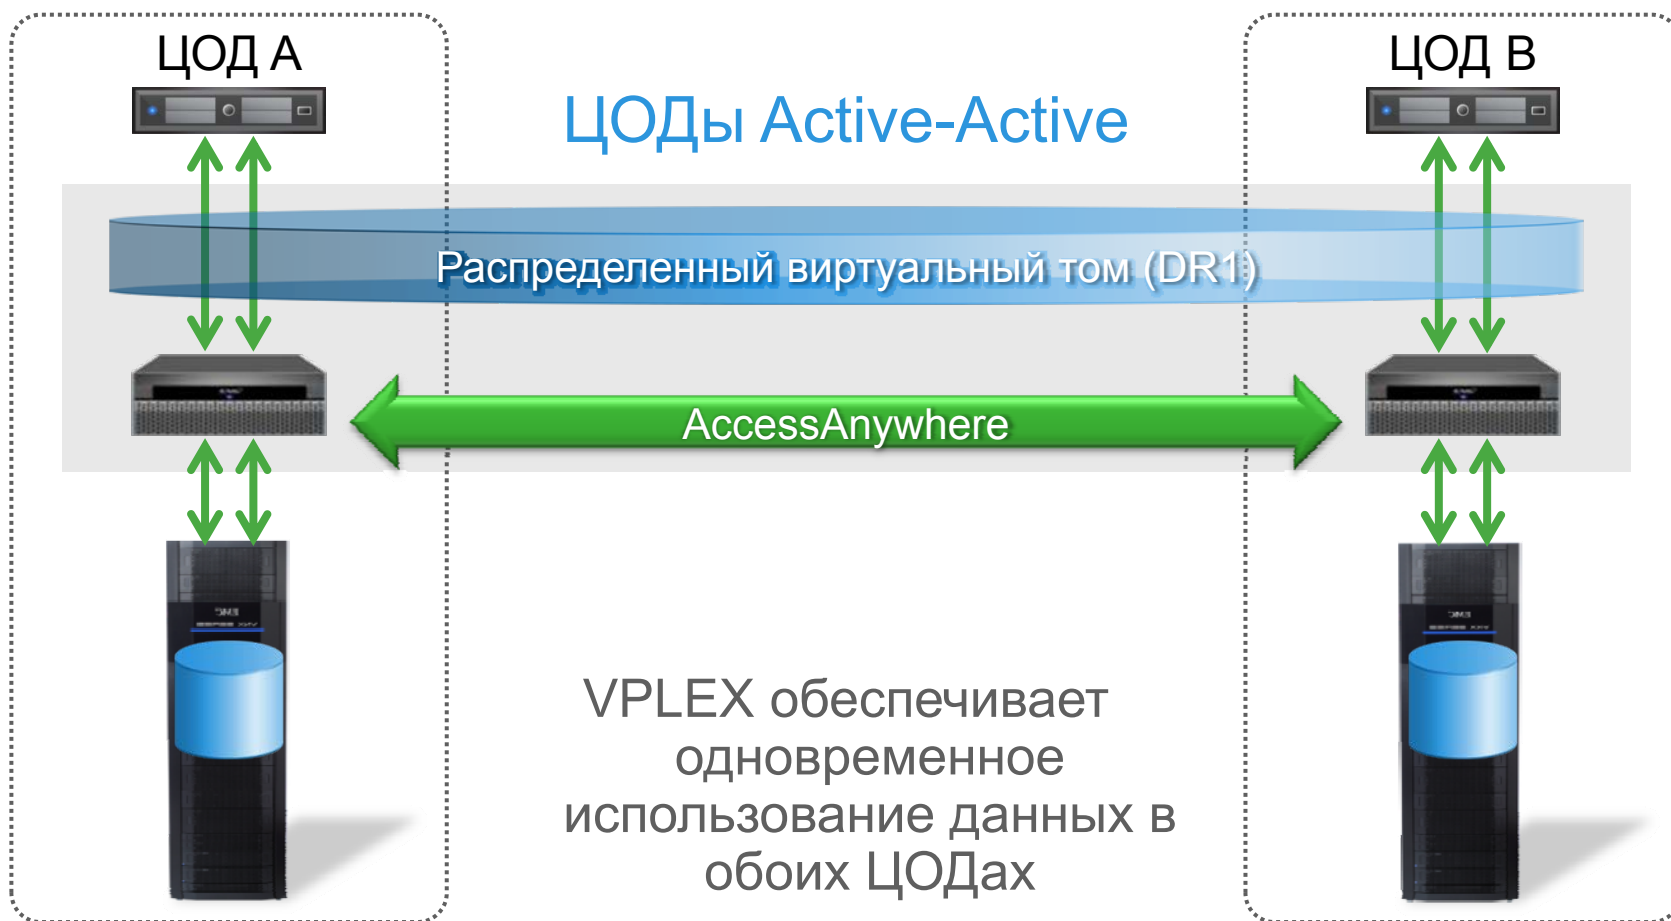 ЦОД A
ЦОД B
ЦОДы Active-Active
Распределенный виртуальный том (DR1)
AccessAnywhere
VPLEX обеспечивает
одновременное
использование данных в
обоих ЦОДах